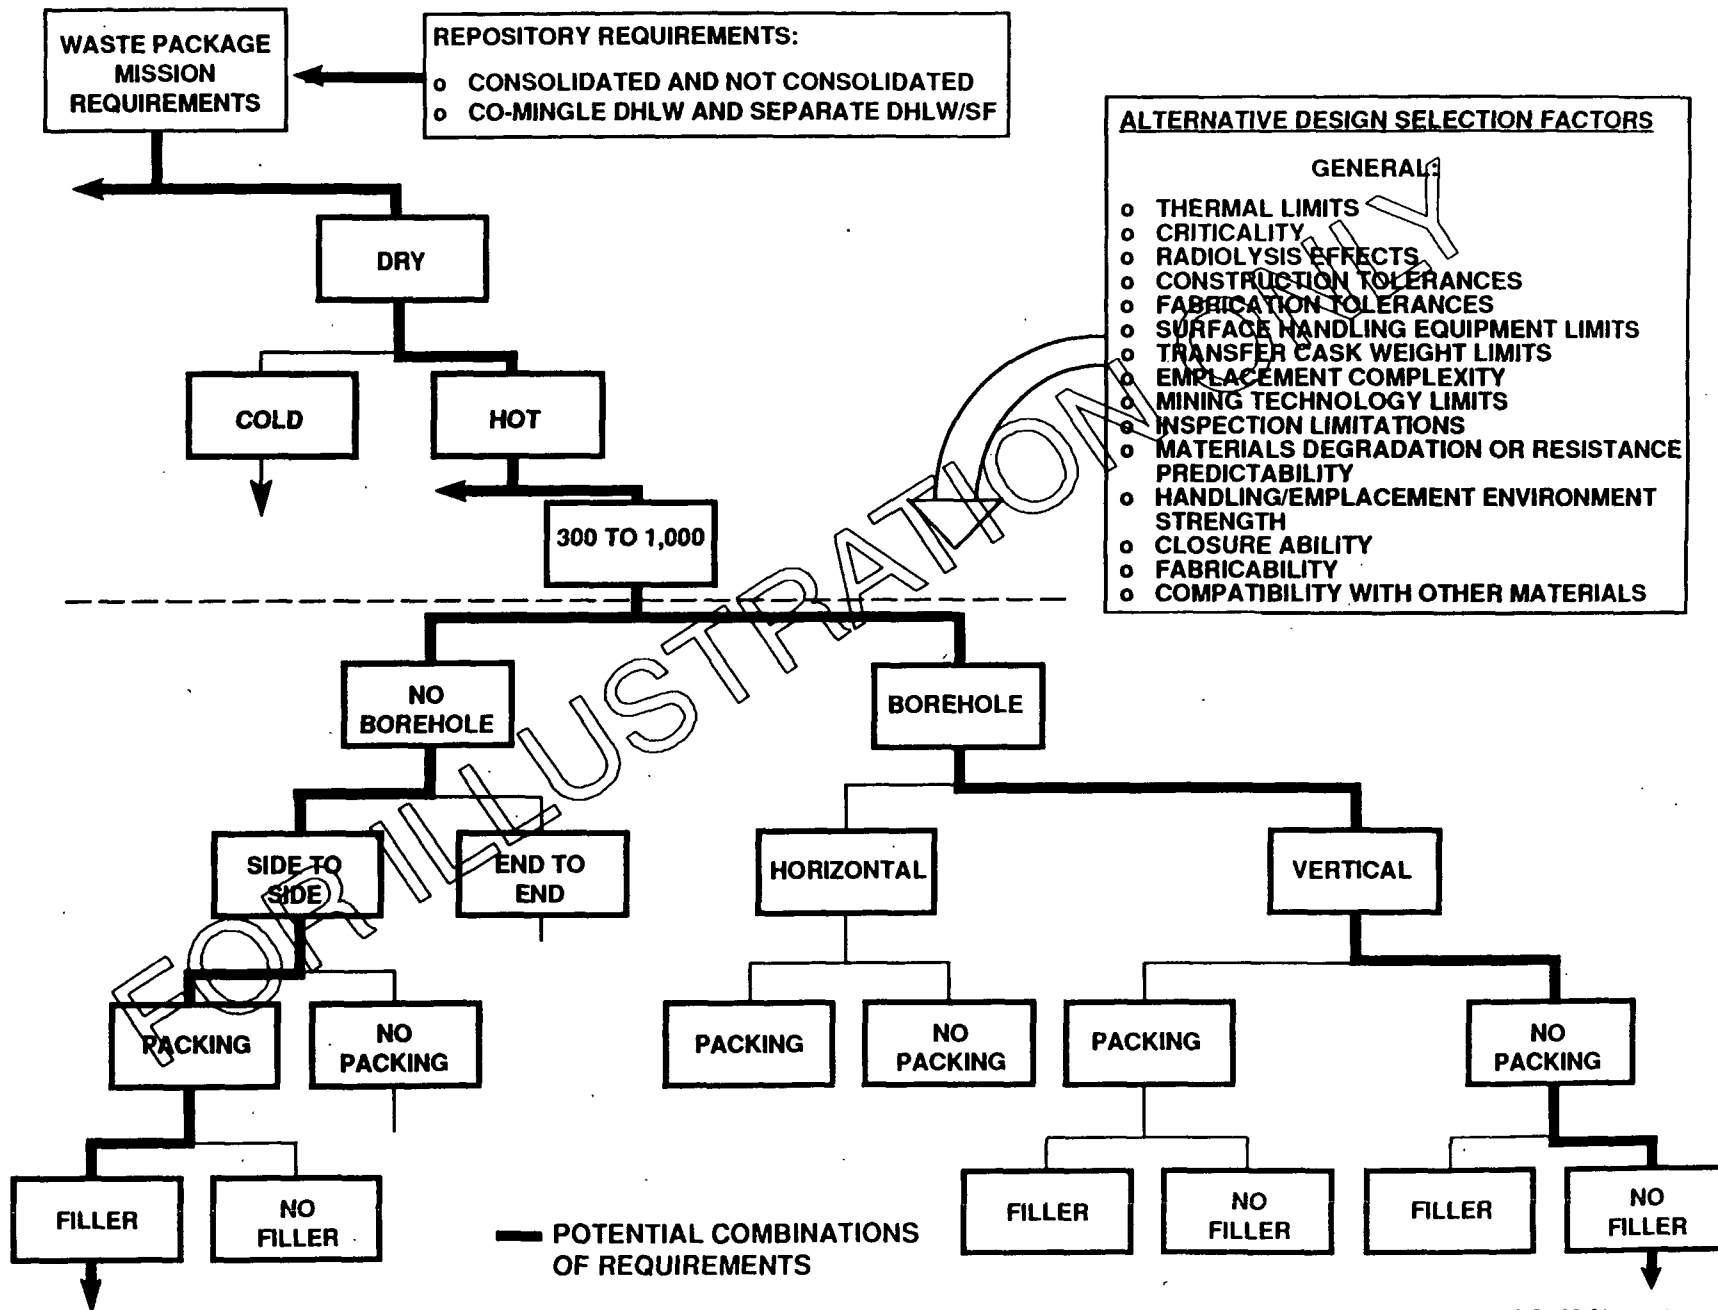 WASTE PACKAGE
MISSION
REQUIREMENTS
REPOSITORY REQUIREMENTS:
o CONSOLIDATED AND NOT CONSOLIDATED
o CO-MINGLE DHLW AND SEPARATE DHLW/SF
ALTERNATIVE DESIGN SELECTION FACTORS
GENERAL:
o THERMAL LIMITS
o CRITICALITY
o RADIOLYSIS EFFECTS
o CONSTRUCTION TOLERANCES
o FABRICATION TOLERANCES
o SURFACE HANDLING EQUIPMENT LIMITS
o TRANSFER CASK WEIGHT LIMITS
o EMPLACEMENT COMPLEXITY
o MINING TECHNOLOGY LIMITS
o INSPECTION LIMITATIONS
o MATERIALS DEGRADATION OR RESISTANCE
PREDICTABILITY
o HANDLING/EMPLACEMENT ENVIRONMENT
STRENGTH
o CLOSURE ABILITY
o FABRICABILITY
o COMPATIBILITY WITH OTHER MATERIALS
DRY
COLD
HOT
300 TO 1,000
NO
BOREHOLE
BOREHOLE
SIDE TO
SIDE
END TO
END
HORIZONTAL
VERTICAL
PACKING
NO
PACKING
PACKING
NO
PACKING
PACKING
NO
PACKING
FILLER
NO
FILLER
FILLER
NO
FILLER
FILLER
NO
FILLER
POTENTIAL COMBINATIONS
OF REQUIREMENTS
FOR ILLUSTRATION ONLY